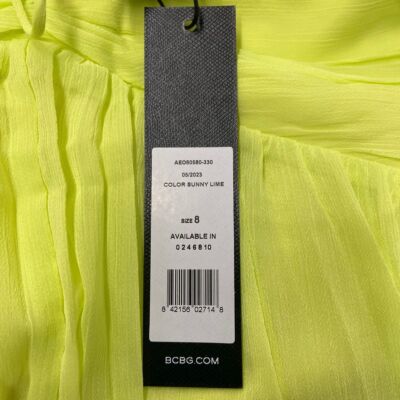 AEO60580-330
05/2023
COLOR SUNNY LIME
SIZE 8
AVAILABLE IN
0 2 4 6 8 10
8 42156 02714 8
BCBG.COM